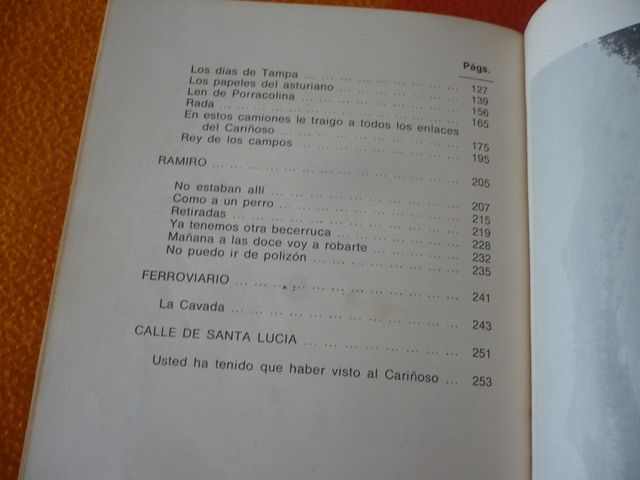 Págs.
Los días de Tampa ... ... ... ... ... ... ... ... ... 127
Los papeles del asturiano ... ... ... ... ... ... ... 139
Len de Porracolina ... ... ... ... ... ... ... ... ... 156
Rada ... ... ... ... ... ... ... ... ... ... ... ... 165
En estos camiones le traigo a todos los enlaces
del Cariñoso ... ... ... ... ... ... ... ... ... 175
Rey de los campos ... ... ... ... ... ... ... ... ... 195
RAMIRO ... ... ... ... ... ... ... ... ... ... ... ... 205
No estaban allí ... ... ... ... ... ... ... ... ... 207
Como a un perro ... ... ... ... ... ... ... ... ... 215
Retiradas ... ... ... ... ... ... ... ... ... ... ... 219
Ya tenemos otra becerruca ... ... ... ... ... ... ... 228
Mañana a las doce voy a robarte ... ... ... ... ... 232
No puedo ir de polizón ... ... ... ... ... ... ... ... 235
FERROVIARIO ... ... ... ... ... ... ... ... ... ... ... 241
La Cavada ... ... ... ... ... ... ... ... ... ... ... 243
CALLE DE SANTA LUCIA ... ... ... ... ... ... ... ... 251
Usted ha tenido que haber visto al Cariñoso ... 253